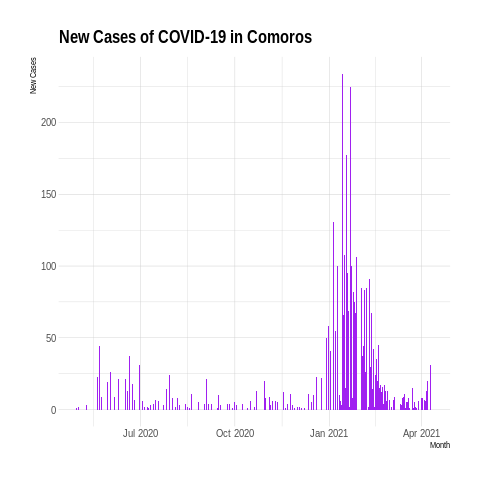 New Cases of COVID-19 in Comoros
New Cases
200
150
100
50
0
Jul 2020
Oct 2020
Jan 2021
Apr 2021
Month